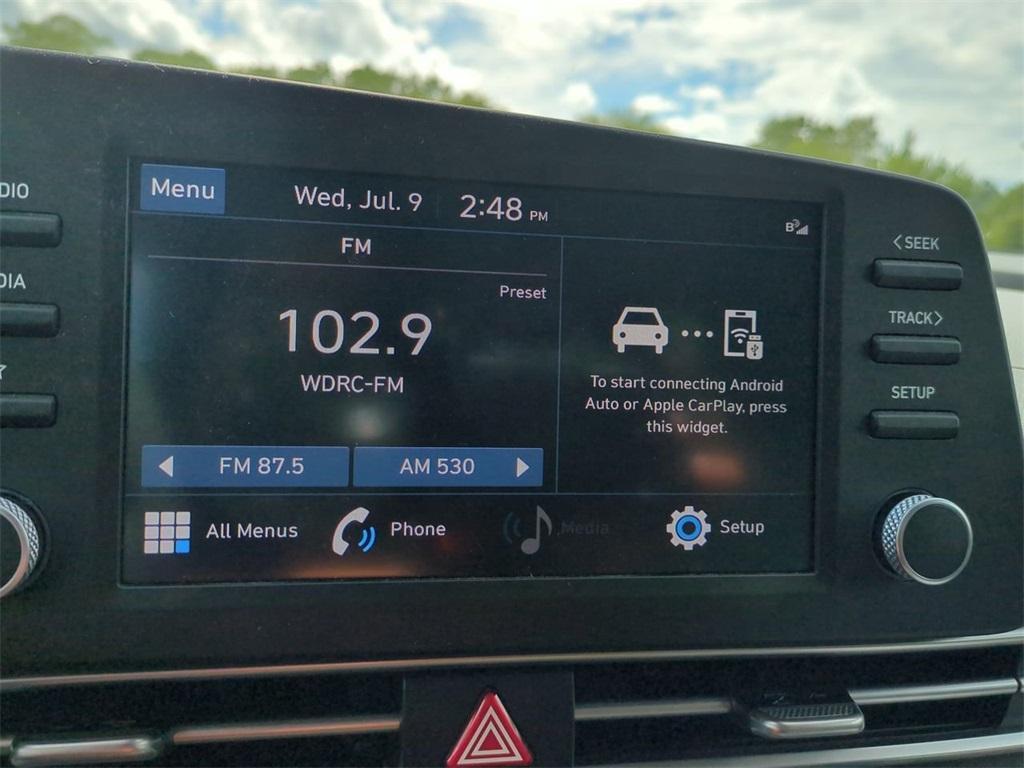 Menu
Wed, Jul. 9
2:48 PM
FM
Preset
102.9
WDRC-FM
FM 87.5
AM 530
To start connecting Android
Auto or Apple CarPlay, press
this widget.
All Menus
Phone
Media
Setup
DIO
DIA
<SEEK
TRACK>
SETUP